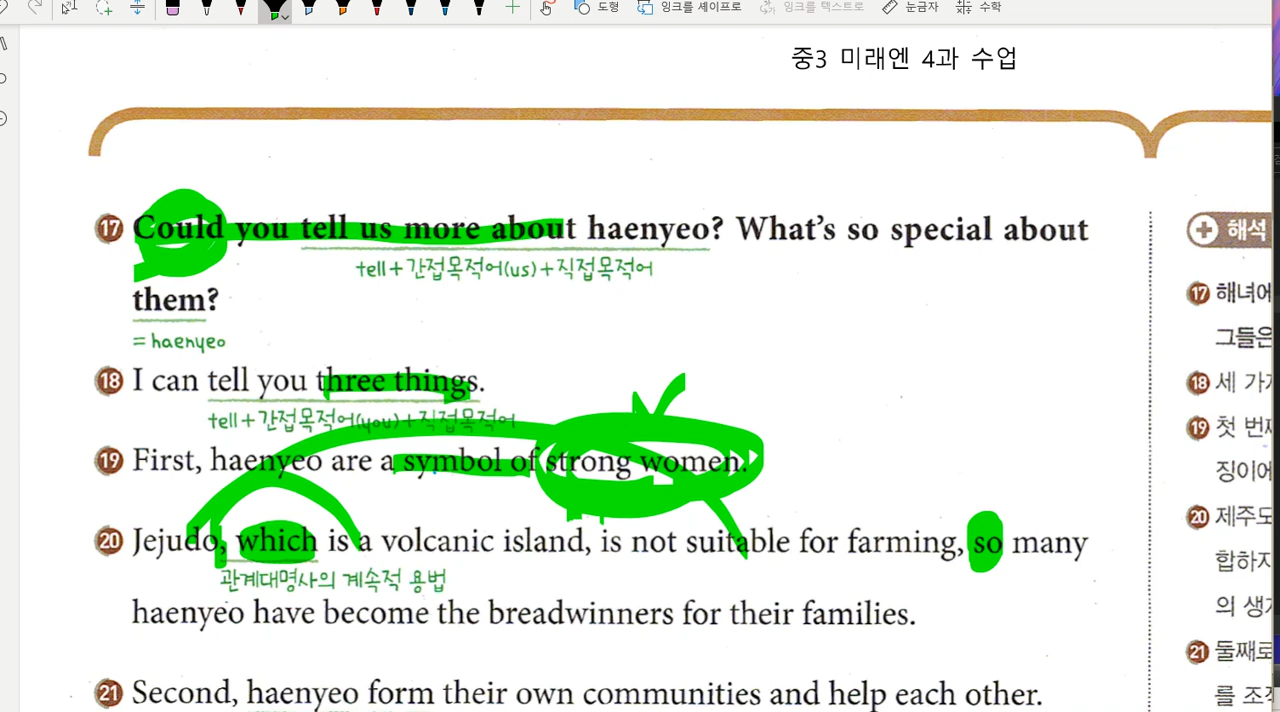 도형 잉크를 셰이프로 잉크를 텍스트로 눈금자 수학
중3 미래엔 4과 수업
17 Could you tell us more about haenyeo? What's so special about
tell+간접목적어(us)+직접목적어
them?
= haenyeo
18 I can tell you three things.
tell+간접목적어(you)+직접목적어
19 First, haenyeo are a symbol of strong women.
20 Jejudo, which is a volcanic island, is not suitable for farming, so many
관계대명사의 계속적 용법
haenyeo have become the breadwinners for their families.
21 Second, haenyeo form their own communities and help each other.
해석
17 해녀에
그들은
18 세 가지
19 첫 번째
징이에
20 제주도
합하지
의 생계
21 둘째로
를 조직